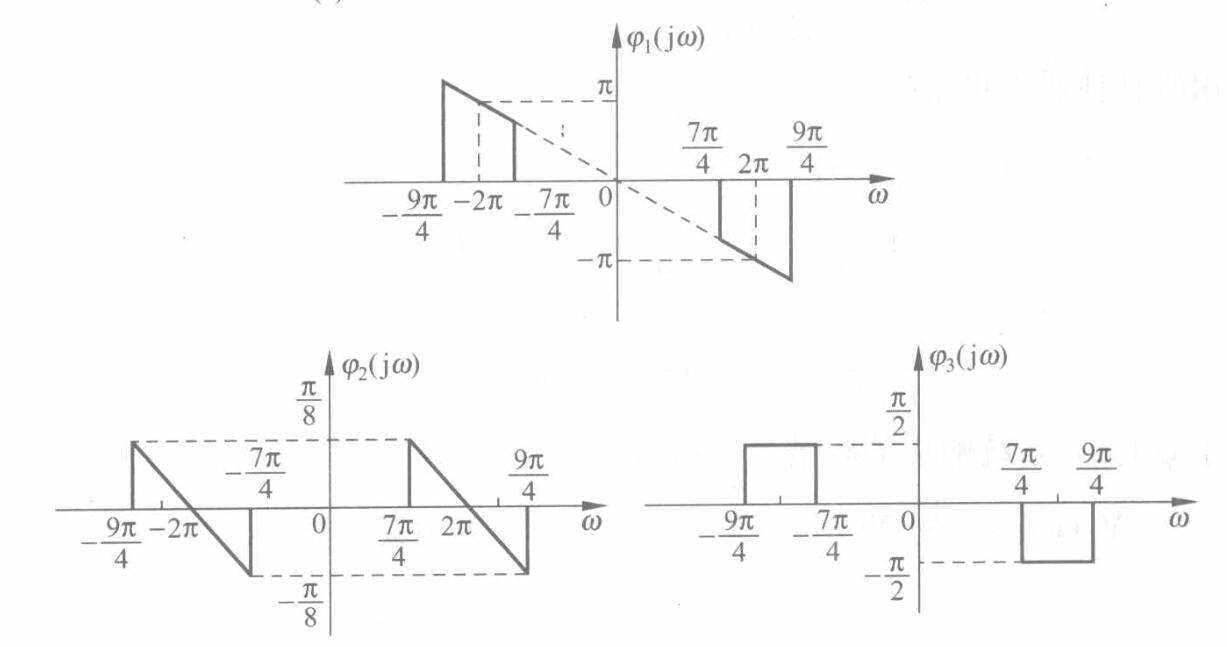 φ₁(jω)
π
7π/4 2π 9π/4
-9π/4 -2π -7π/4 0 ω
-π
φ₂(jω)
π/8
-7π/4 9π/4
-9π/4 -2π 0 7π/4 2π ω
-π/8
φ₃(jω)
π/2
7π/4 9π/4
-9π/4 -7π/4 0 ω
-π/2